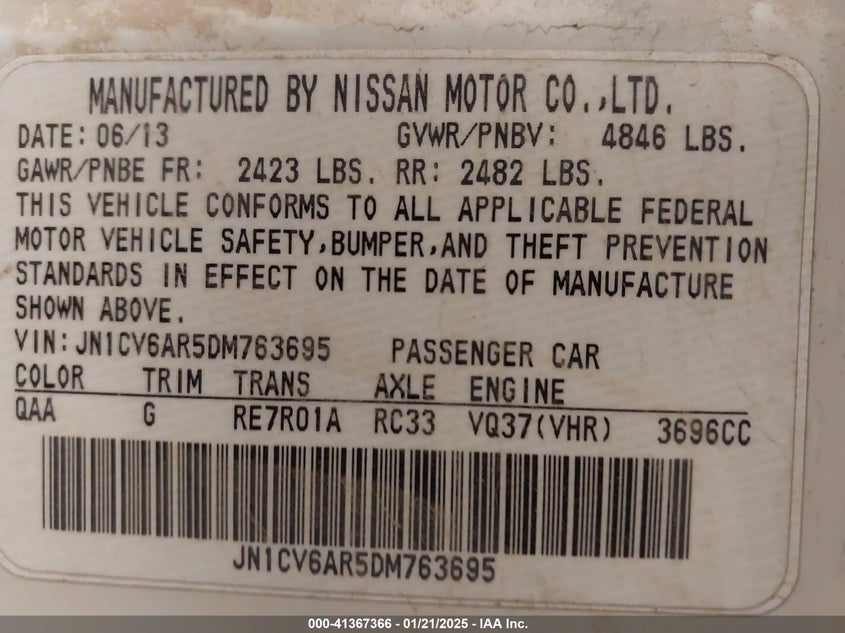 MANUFACTURED BY NISSAN MOTOR CO.,LTD.
DATE: 06/13 GVWR/PNBV: 4846 LBS.
GAWR/PNBE FR: 2423 LBS. RR: 2482 LBS.
THIS VEHICLE CONFORMS TO ALL APPLICABLE FEDERAL
MOTOR VEHICLE SAFETY,BUMPER,AND THEFT PREVENTION
STANDARDS IN EFFECT ON THE DATE OF MANUFACTURE
SHOWN ABOVE.
VIN: JN1CV6AR5DM763695 PASSENGER CAR
COLOR TRIM TRANS AXLE ENGINE
QAA G RE7R01A RC33 VQ37(VHR) 3696CC
JN1CV6AR5DM763695
000-41367366 - 01/21/2025 - IAA Inc.